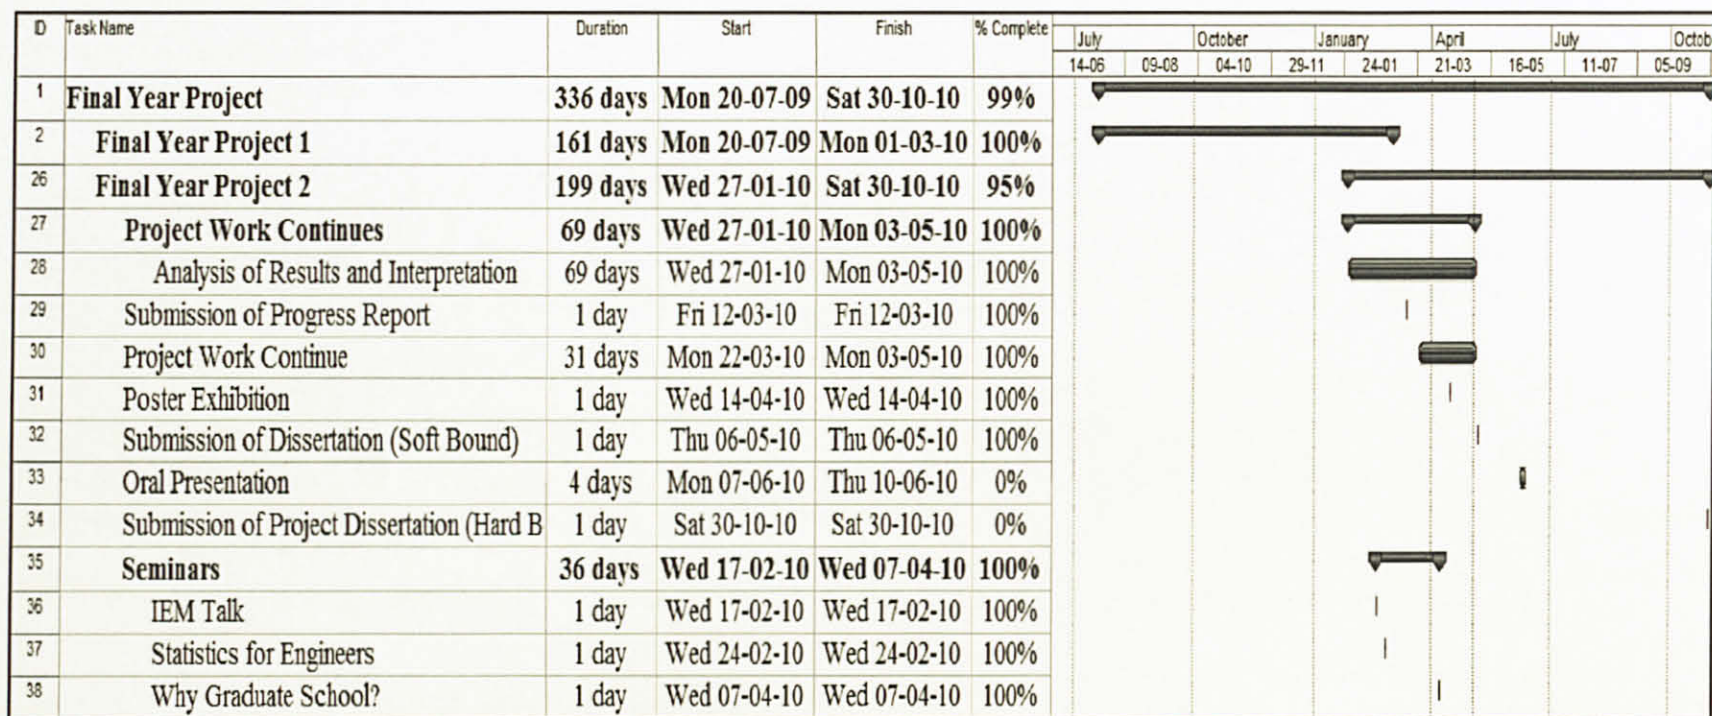 ID Task Name Duration Start Finish % Complete July October January April July Octob
14-06 09-08 04-10 29-11 24-01 21-03 16-05 11-07 05-09
1 Final Year Project 336 days Mon 20-07-09 Sat 30-10-10 99%
2 Final Year Project 1 161 days Mon 20-07-09 Mon 01-03-10 100%
26 Final Year Project 2 199 days Wed 27-01-10 Sat 30-10-10 95%
27 Project Work Continues 69 days Wed 27-01-10 Mon 03-05-10 100%
28 Analysis of Results and Interpretation 69 days Wed 27-01-10 Mon 03-05-10 100%
29 Submission of Progress Report 1 day Fri 12-03-10 Fri 12-03-10 100%
30 Project Work Continue 31 days Mon 22-03-10 Mon 03-05-10 100%
31 Poster Exhibition 1 day Wed 14-04-10 Wed 14-04-10 100%
32 Submission of Dissertation (Soft Bound) 1 day Thu 06-05-10 Thu 06-05-10 100%
33 Oral Presentation 4 days Mon 07-06-10 Thu 10-06-10 0%
34 Submission of Project Dissertation (Hard B 1 day Sat 30-10-10 Sat 30-10-10 0%
35 Seminars 36 days Wed 17-02-10 Wed 07-04-10 100%
36 IEM Talk 1 day Wed 17-02-10 Wed 17-02-10 100%
37 Statistics for Engineers 1 day Wed 24-02-10 Wed 24-02-10 100%
38 Why Graduate School? 1 day Wed 07-04-10 Wed 07-04-10 100%